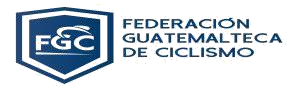 FGC
FEDERACIÓN
GUATEMALTECA
DE CICLISMO